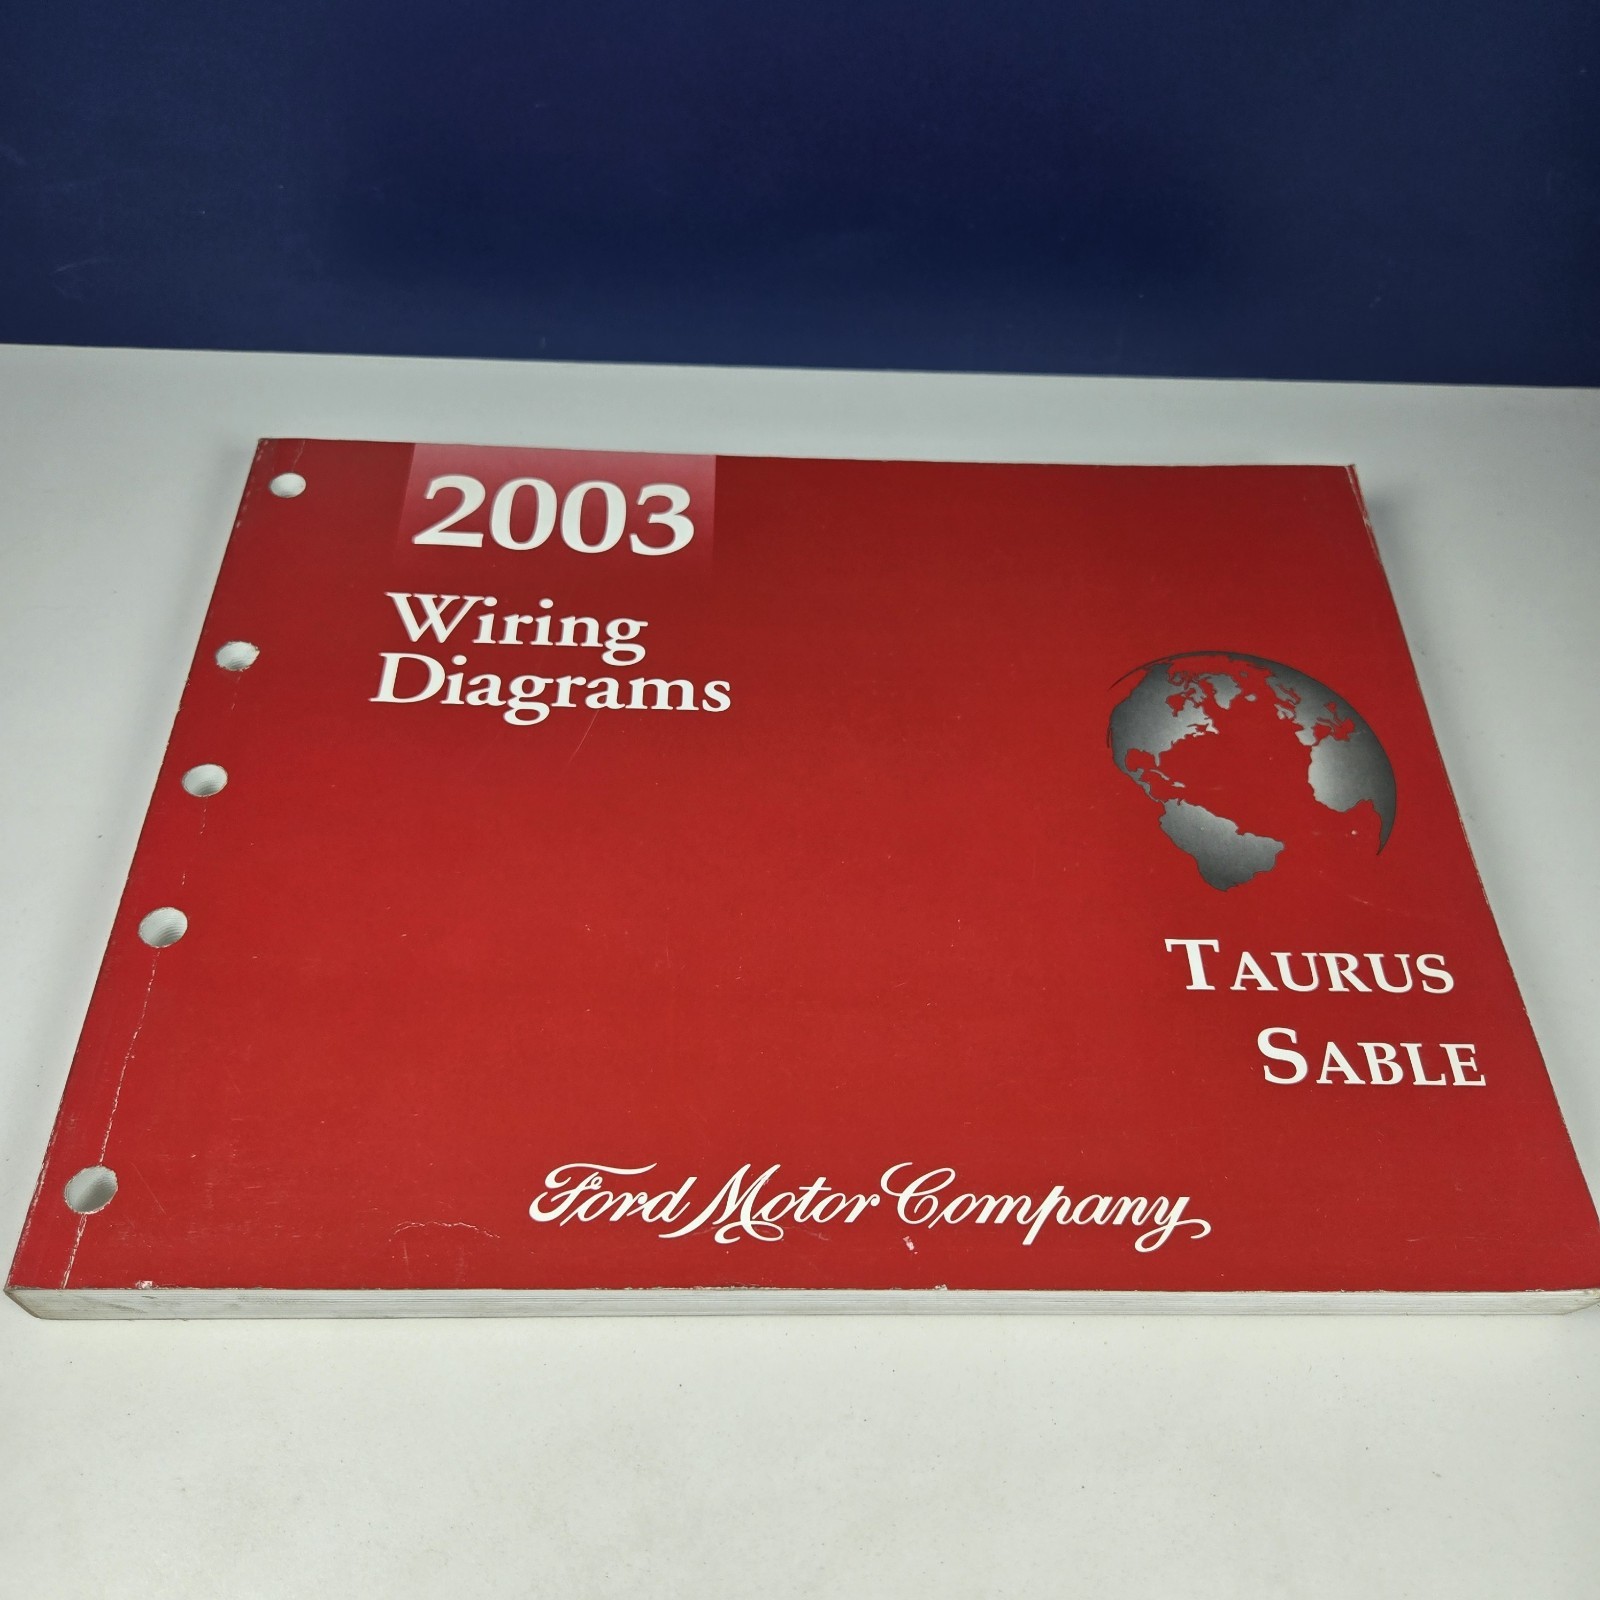 2003
Wiring
Diagrams
TAURUS
SABLE
Ford Motor Company